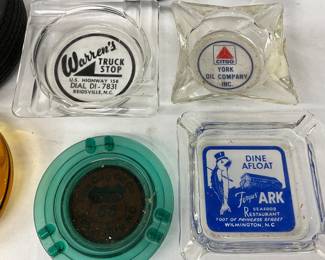 Warren's
TRUCK
STOP
U.S. HIGHWAY 158
DIAL DI-7831
REIDSVILLE, N.C.
CITGO
YORK
OIL COMPANY
INC.
DINE
AFLOAT
Fergus' ARK
SEAFOOD
RESTAURANT
FOOT OF PRINCESS STREET
WILMINGTON, N.C